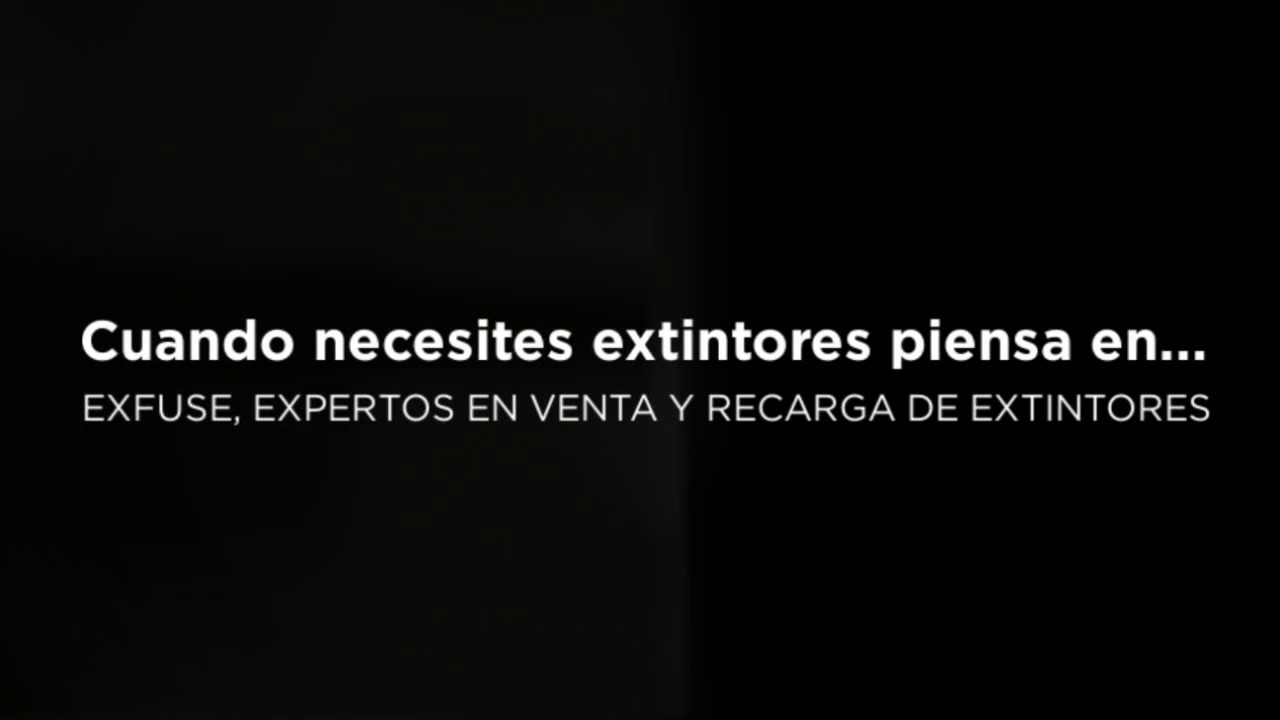 Cuando necesites extintores piensa en...
EXFUSE, EXPERTOS EN VENTA Y RECARGA DE EXTINTORES